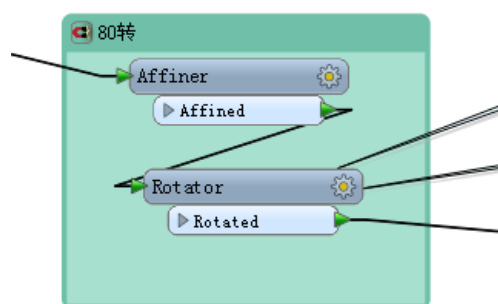 80转
Affiner
Affined
Rotator
Rotated